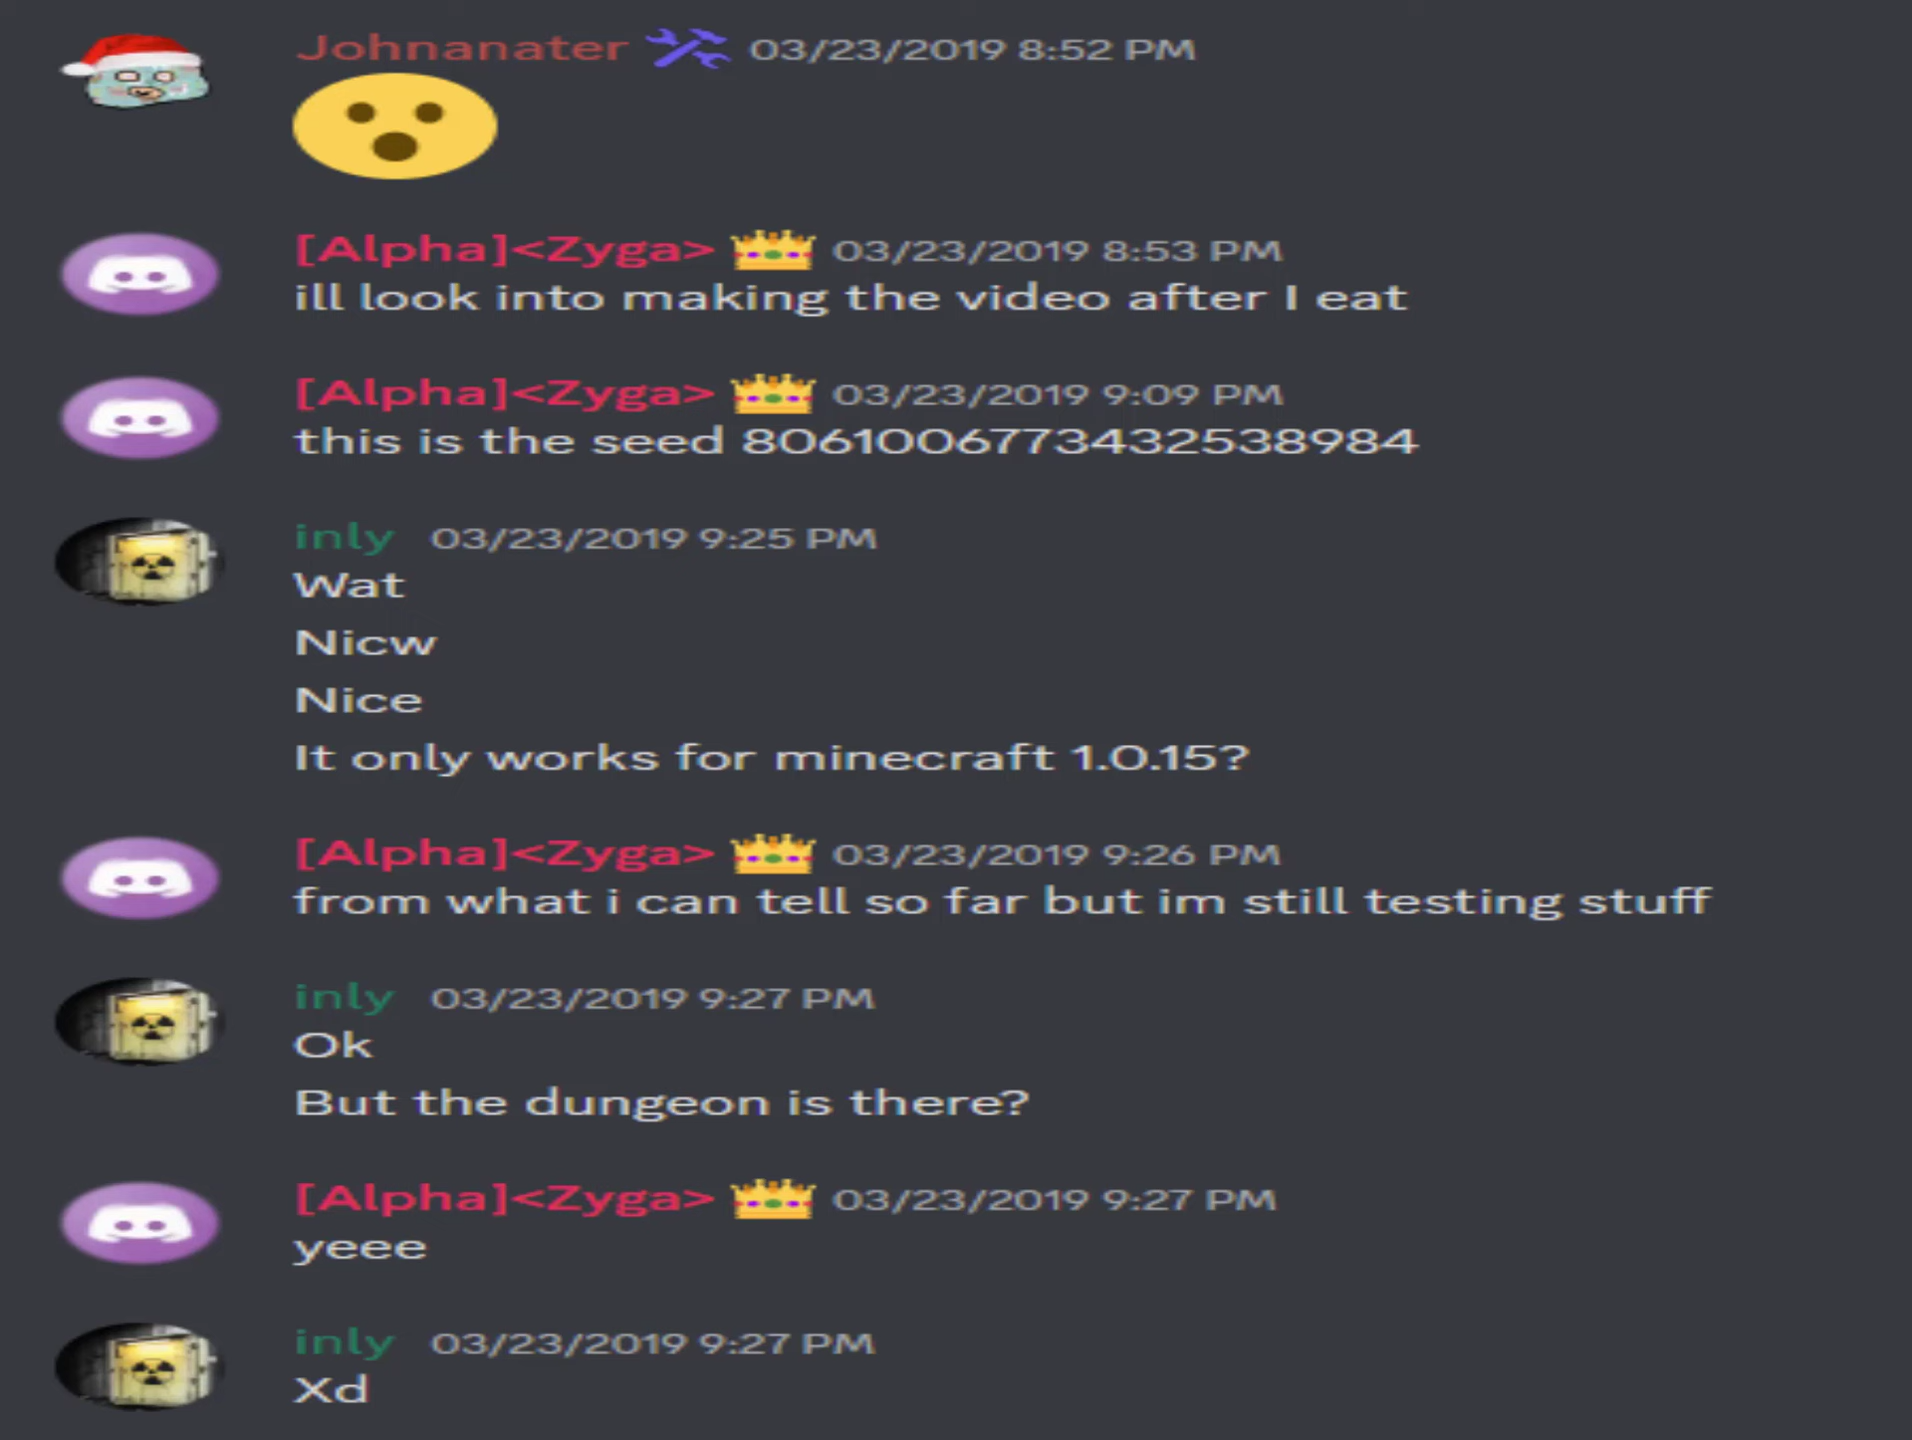 Johnanater 03/23/2019 8:52 PM
[Alpha]<Zyga> 03/23/2019 8:53 PM
ill look into making the video after I eat
[Alpha]<Zyga> 03/23/2019 9:09 PM
this is the seed 8061006773432538984
inly 03/23/2019 9:25 PM
Wat
Nicw
Nice
It only works for minecraft 1.0.15?
[Alpha]<Zyga> 03/23/2019 9:26 PM
from what i can tell so far but im still testing stuff
inly 03/23/2019 9:27 PM
Ok
But the dungeon is there?
[Alpha]<Zyga> 03/23/2019 9:27 PM
yeee
inly 03/23/2019 9:27 PM
Xd